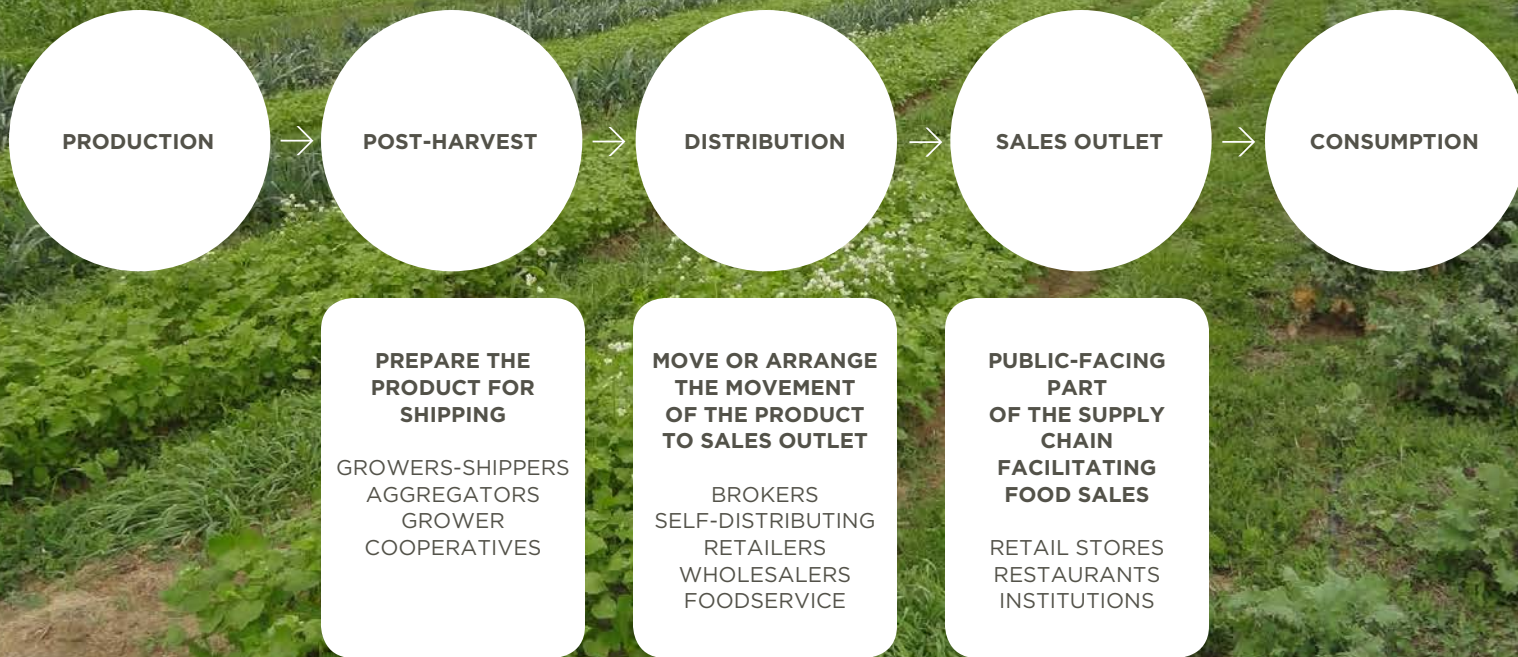 PRODUCTION
POST-HARVEST
DISTRIBUTION
SALES OUTLET
CONSUMPTION
PREPARE THE
PRODUCT FOR
SHIPPING
GROWERS-SHIPPERS
AGGREGATORS
GROWER
COOPERATIVES
MOVE OR ARRANGE
THE MOVEMENT
OF THE PRODUCT
TO SALES OUTLET
BROKERS
SELF-DISTRIBUTING
RETAILERS
WHOLESALERS
FOODSERVICE
PUBLIC-FACING
PART
OF THE SUPPLY
CHAIN
FACILITATING
FOOD SALES
RETAIL STORES
RESTAURANTS
INSTITUTIONS